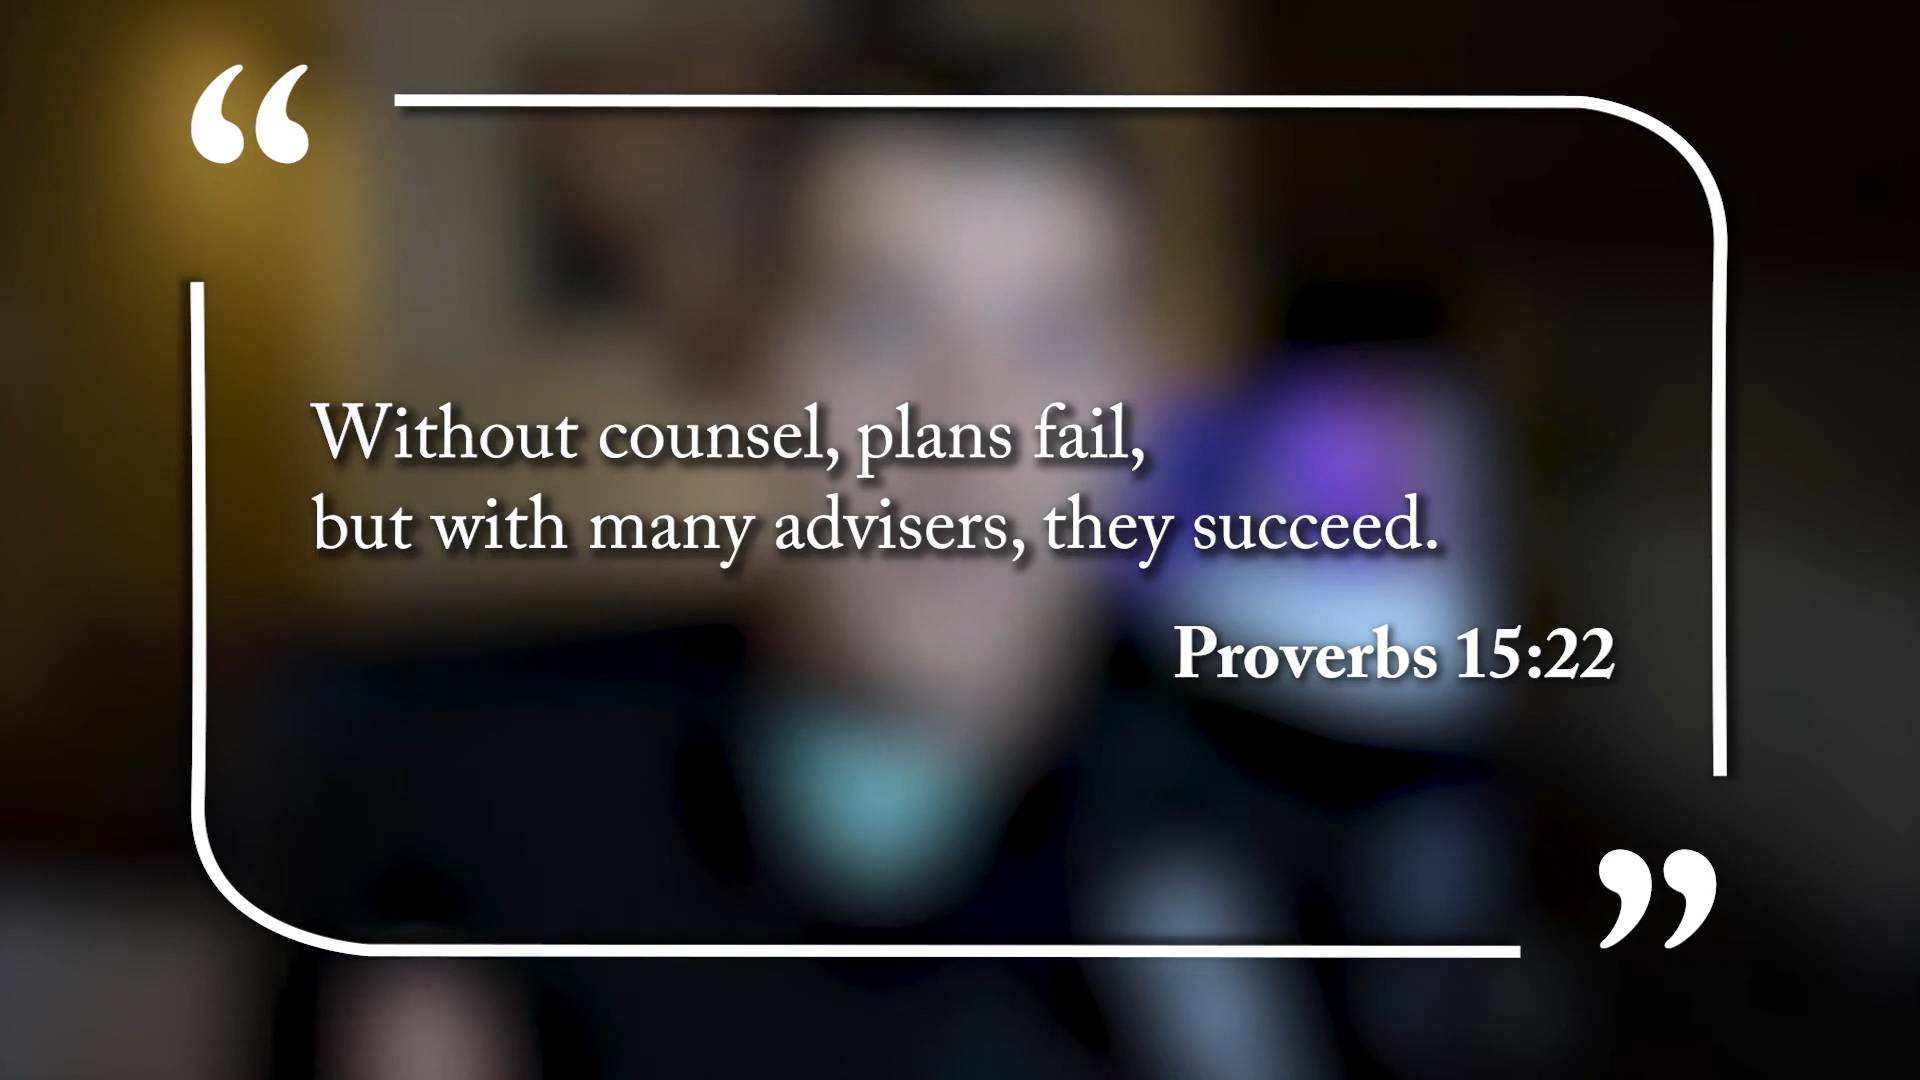 “
Without counsel, plans fail,
but with many advisers, they succeed.
Proverbs 15:22
”